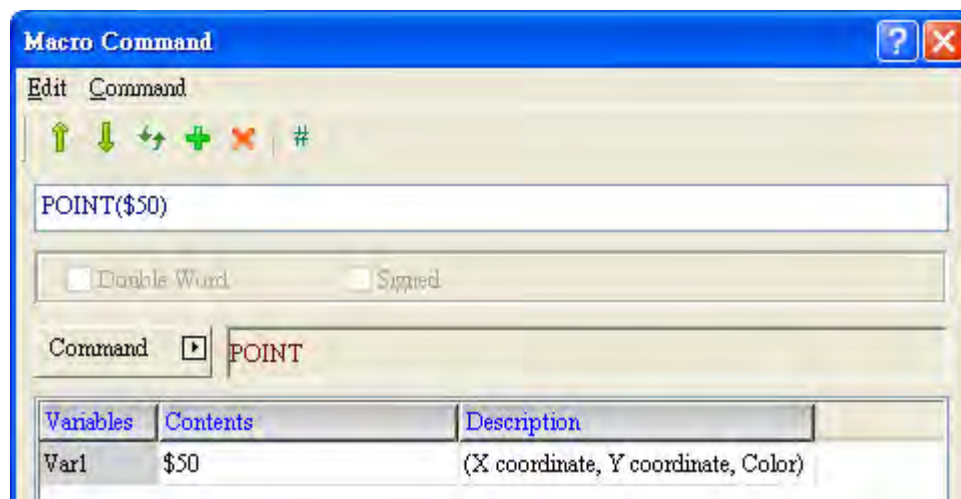 Macro Command
Edit Command
#
POINT($50)
Double Word Signed
Command POINT
Variables Contents Description
Var1 $50 (X coordinate, Y coordinate, Color)